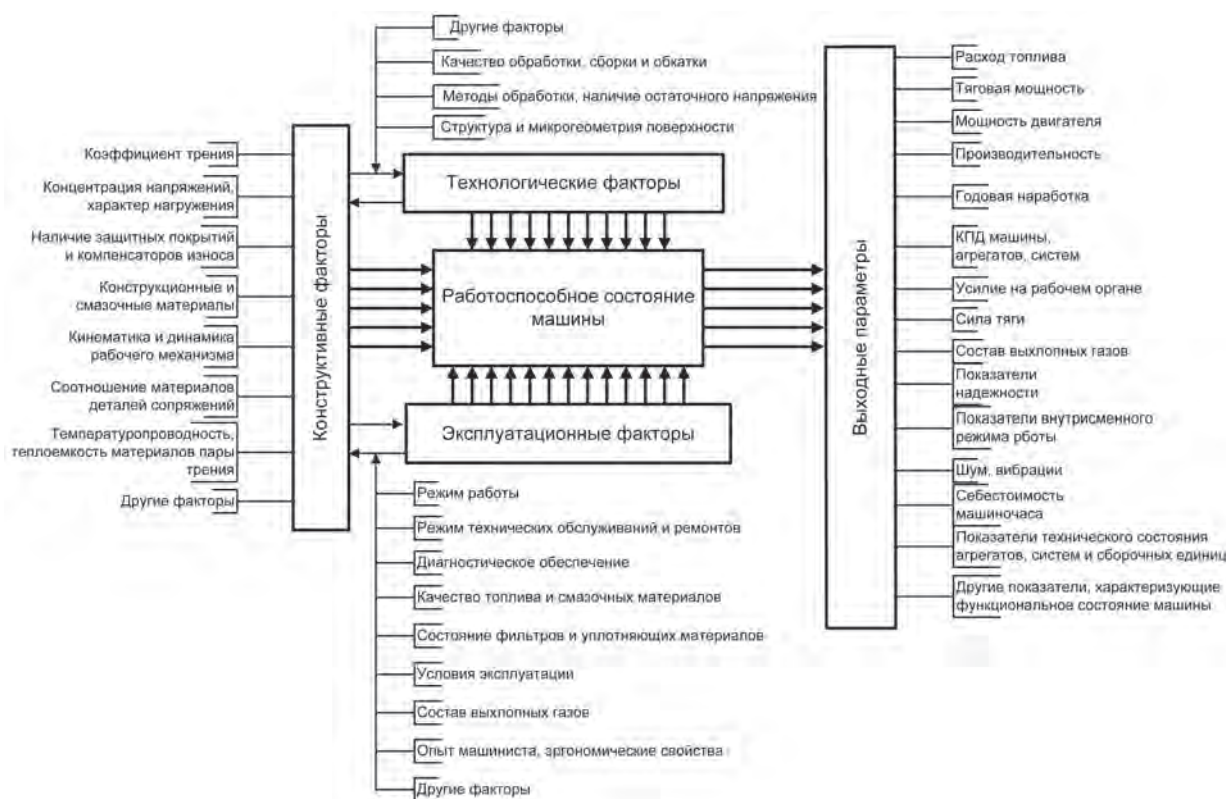 Другие факторы
Качество обработки, сборки и обкатки
Методы обработки, наличие остаточного напряжения
Структура и микрогеометрия поверхности
Технологические факторы
Коэффициент трения
Концентрация напряжений,
характер нагружения
Наличие защитных покрытий
и компенсаторов износа
Конструкционные и
смазочные материалы
Кинематика и динамика
рабочего механизма
Соотношение материалов
деталей сопряжений
Температуропроводность,
теплоемкость материалов пары
трения
Другие факторы
Конструктивные факторы
Работоспособное состояние
машины
Эксплуатационные факторы
Режим работы
Режим технических обслуживаний и ремонтов
Диагностическое обеспечение
Качество топлива и смазочных материалов
Состояние фильтров и уплотняющих материалов
Условия эксплуатации
Состав выхлопных газов
Опыт машиниста, эргономические свойства
Другие факторы
Выходные параметры
Расход топлива
Тяговая мощность
Мощность двигателя
Производительность
Годовая наработка
КПД машины,
агрегатов, систем
Усилие на рабочем органе
Сила тяги
Состав выхлопных газов
Показатели
надежности
Показатели внутрисменного
режима рботы
Шум, вибрации
Себестоимость
машиночаса
Показатели технического состояния
агрегатов, систем и сборочных единиц
Другие показатели, характеризующие
функциональное состояние машины